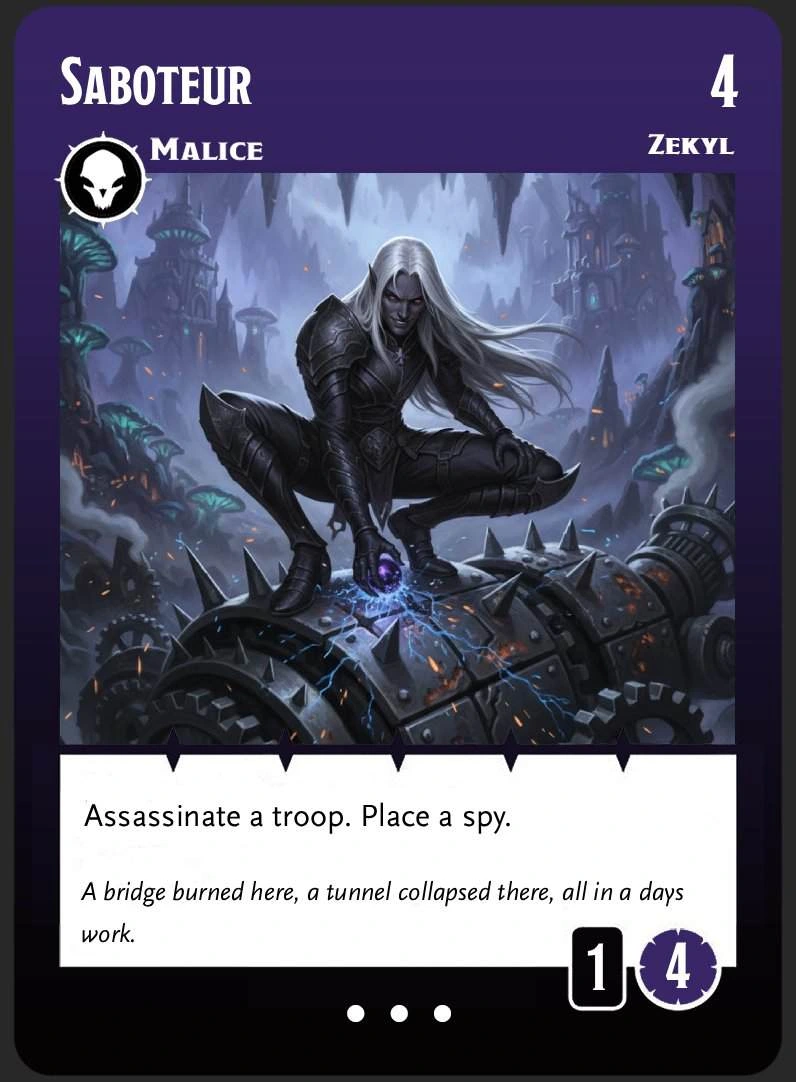 Saboteur
4
Malice
Zekyl
Assassinate a troop. Place a spy.
A bridge burned here, a tunnel collapsed there, all in a days
work.
1
4